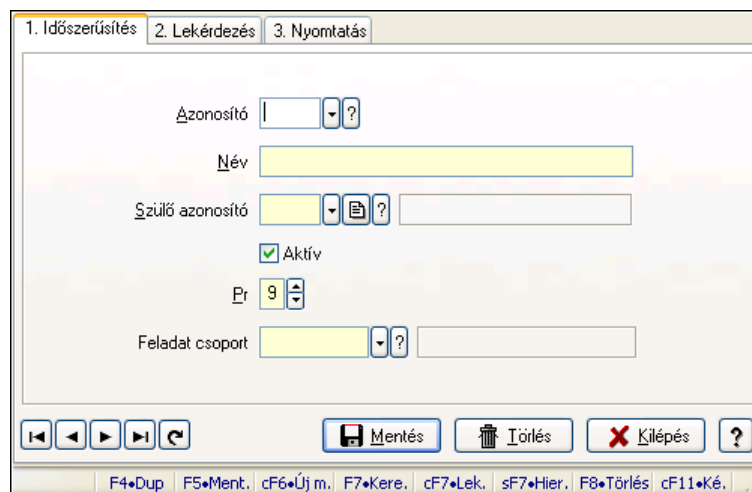 1. Időszerűsítés 2. Lekérdezés 3. Nyomtatás
Azonosító ?
Név
Szülő azonosító ?
Aktív
Pr 9
Feladat csoport ?
Mentés Törlés Kilépés ?
F4•Dup F5•Ment. cF6•Új m. F7•Kere. cF7•Lek. sF7•Hier. F8•Törlés cF11•Ké.